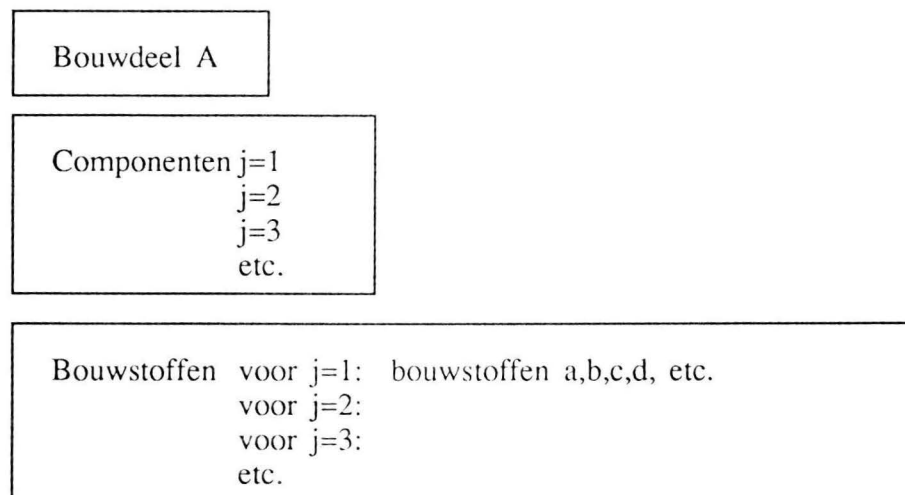 Bouwdeel A
Componenten j=1
j=2
j=3
etc.
Bouwstoffen voor j=1: bouwstoffen a,b,c,d, etc.
voor j=2:
voor j=3:
etc.